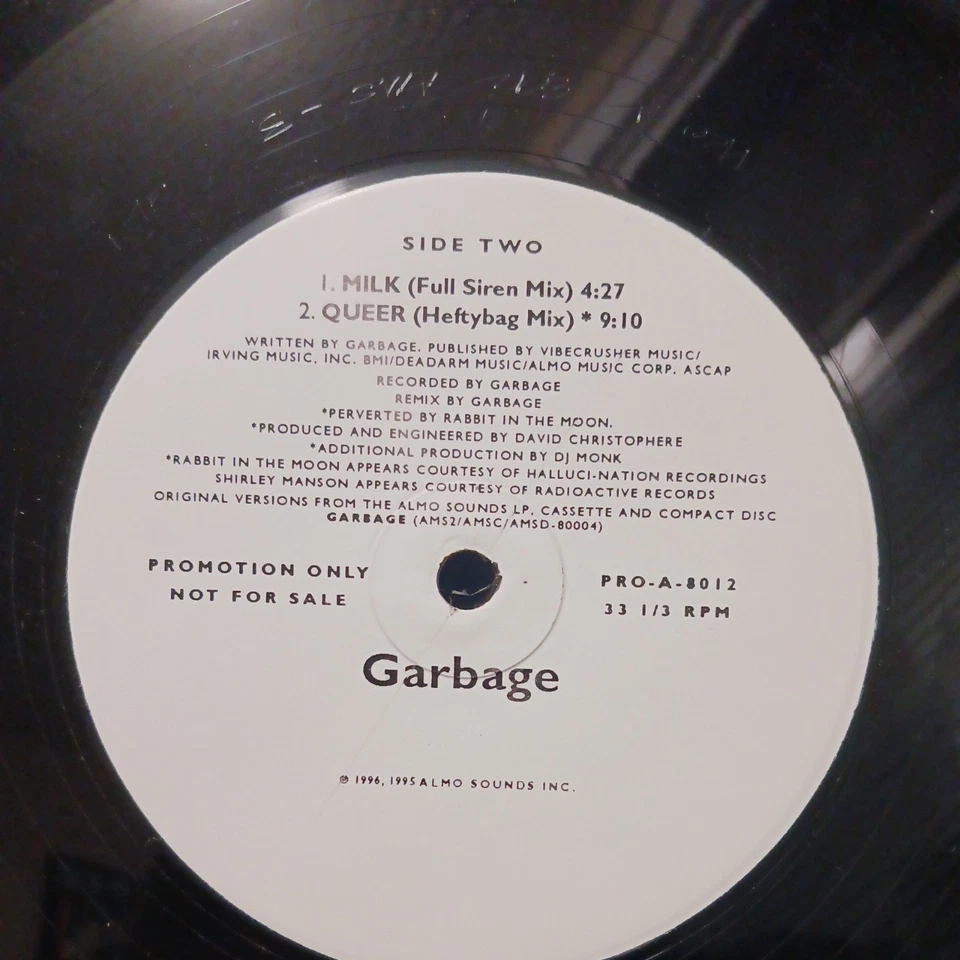 SIDE TWO
1. MILK (Full Siren Mix) 4:27
2. QUEER (Heftybag Mix) * 9:10
WRITTEN BY GARBAGE. PUBLISHED BY VIBECRUSHER MUSIC/
IRVING MUSIC, INC. BMI/DEADARM MUSIC/ALMO MUSIC CORP. ASCAP
RECORDED BY GARBAGE
REMIX BY GARBAGE
*PERVERTED BY RABBIT IN THE MOON.
*PRODUCED AND ENGINEERED BY DAVID CHRISTOPHERE
*ADDITIONAL PRODUCTION BY DJ MONK
*RABBIT IN THE MOON APPEARS COURTESY OF HALLUCI-NATION RECORDINGS
SHIRLEY MANSON APPEARS COURTESY OF RADIOACTIVE RECORDS
ORIGINAL VERSIONS FROM THE ALMO SOUNDS LP, CASSETTE AND COMPACT DISC
GARBAGE (AMS2/AMSC/AMSD-80004)
PROMOTION ONLY
NOT FOR SALE
PRO-A-8012
33 1/3 RPM
Garbage
℗ 1996, 1995 ALMO SOUNDS INC.